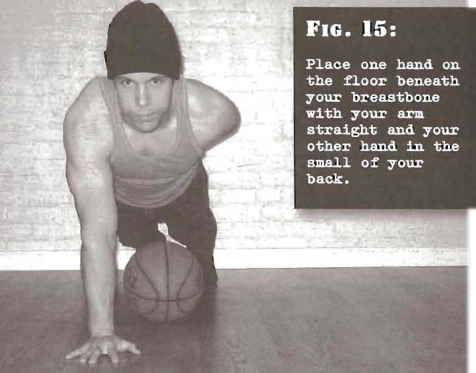 FIG. 15:
Place one hand on
the floor beneath
your breastbone
with your arm
straight and your
other hand in the
small of your
back.